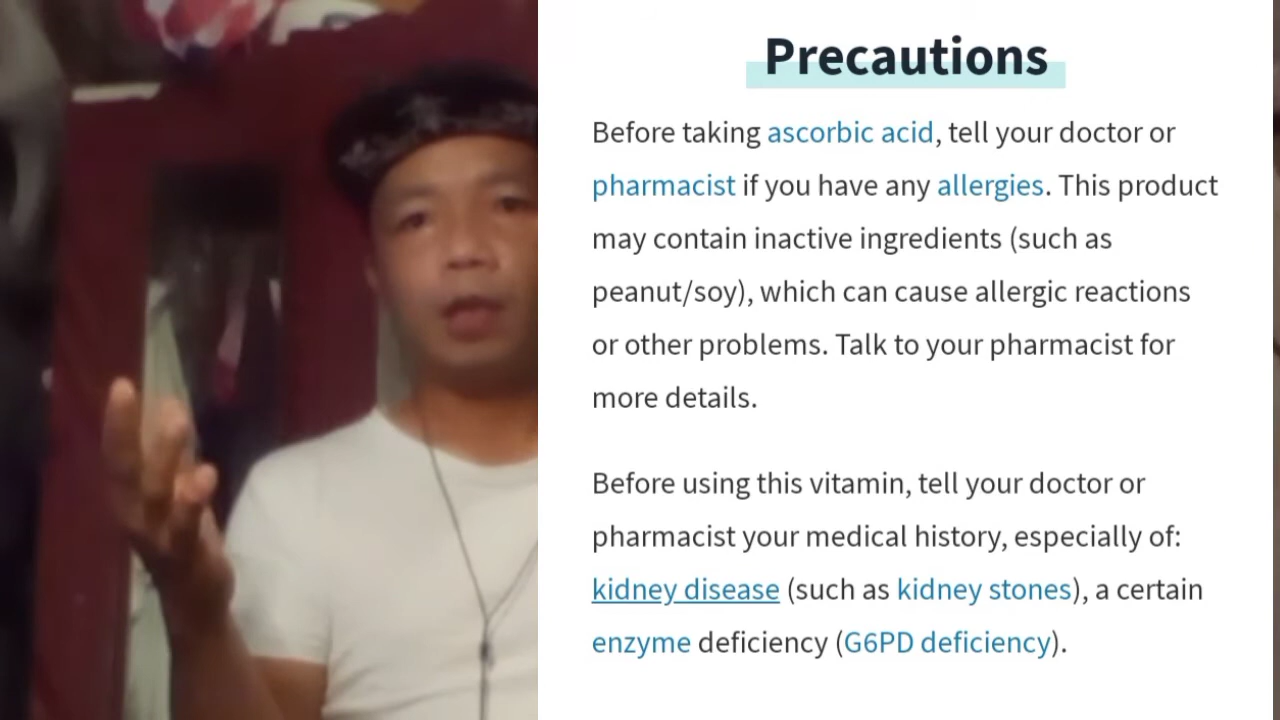 Precautions
Before taking ascorbic acid, tell your doctor or
pharmacist if you have any allergies. This product
may contain inactive ingredients (such as
peanut/soy), which can cause allergic reactions
or other problems. Talk to your pharmacist for
more details.
Before using this vitamin, tell your doctor or
pharmacist your medical history, especially of:
kidney disease (such as kidney stones), a certain
enzyme deficiency (G6PD deficiency).